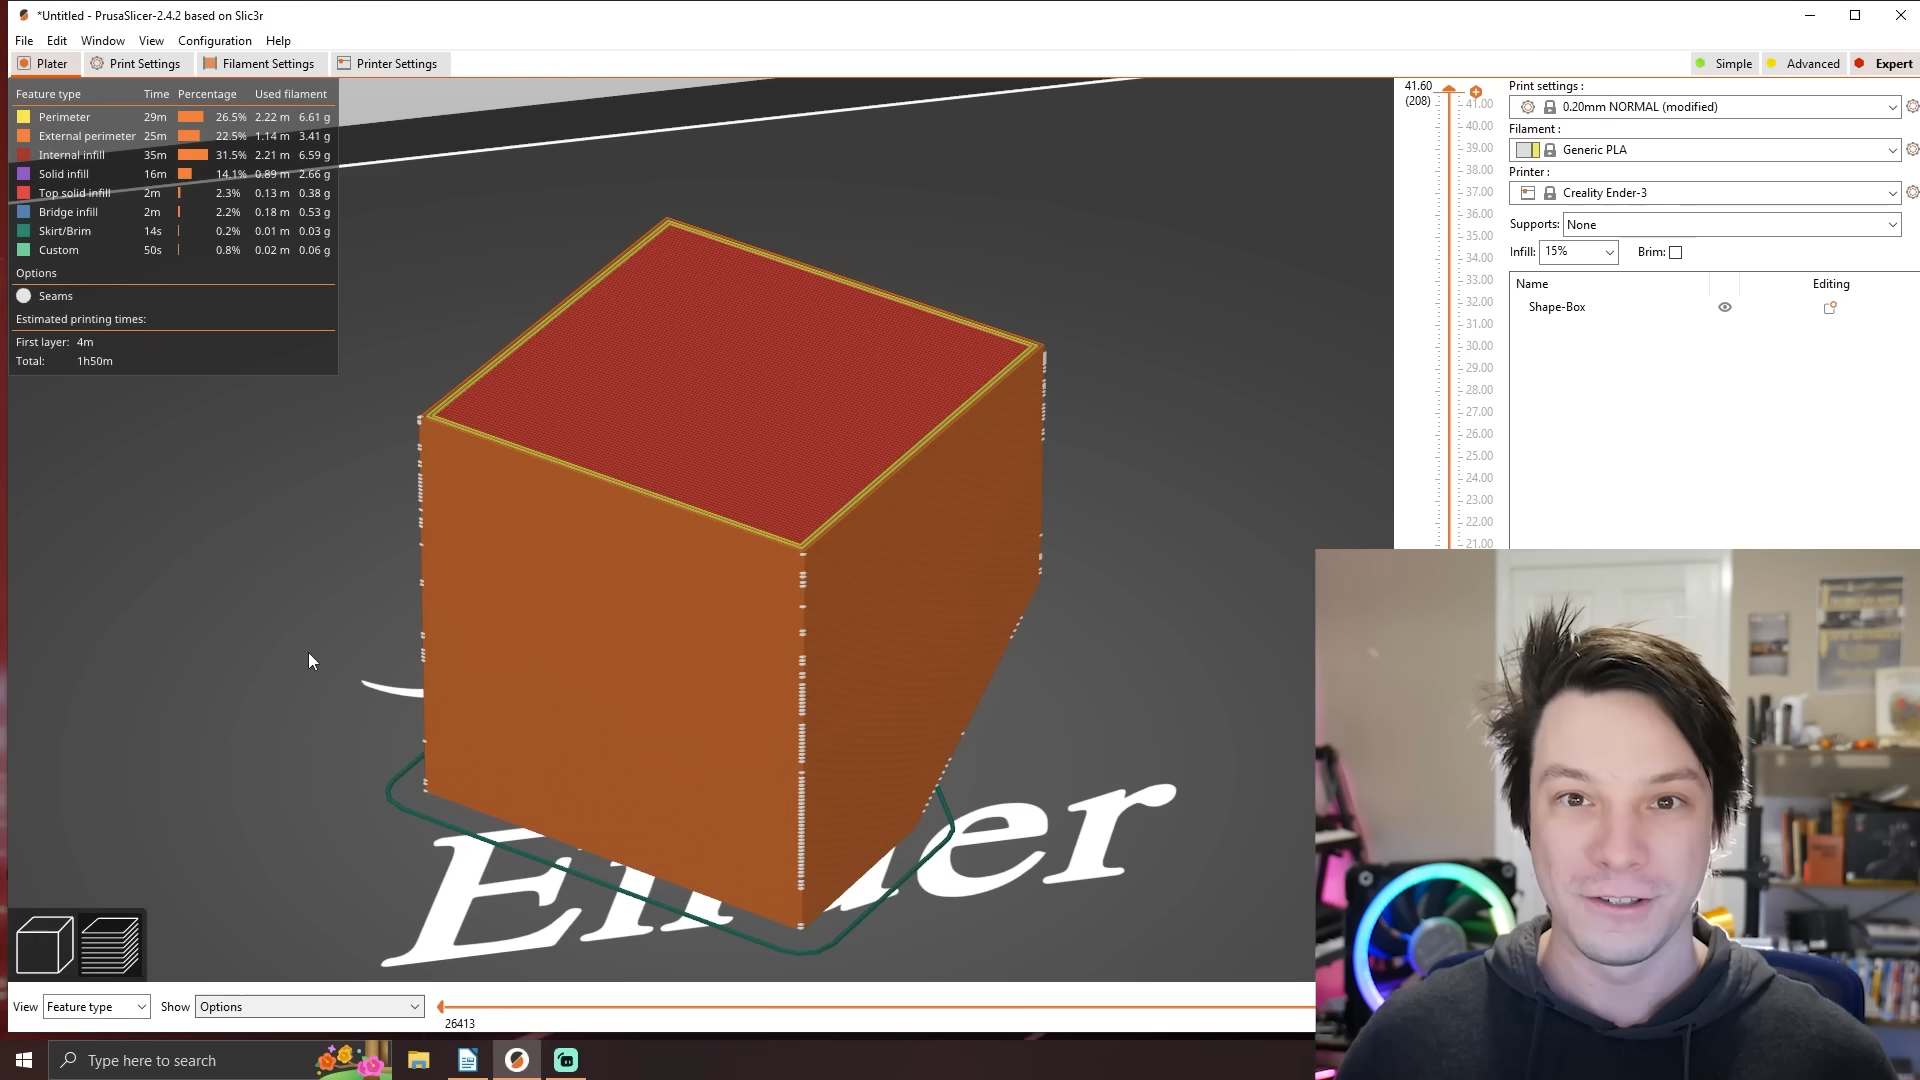 *Untitled - PrusaSlicer-2.4.2 based on Slic3r
File Edit Window View Configuration Help
Plater Print Settings Filament Settings Printer Settings Simple Advanced Expert
Feature type Time Percentage Used filament
Perimeter 29m 26.5% 2.22 m 6.61 g
External perimeter 25m 22.5% 1.14 m 3.41 g
Internal infill 35m 31.5% 2.21 m 6.59 g
Solid infill 16m 14.1% 0.89 m 2.66 g
Top solid infill 2m 2.3% 0.13 m 0.38 g
Bridge infill 2m 2.2% 0.18 m 0.53 g
Skirt/Brim 14s 0.2% 0.01 m 0.03 g
Custom 50s 0.8% 0.02 m 0.06 g
Options
Seams
Estimated printing times:
First layer: 4m
Total: 1h50m
41.60
(208)
41.00
40.00
39.00
38.00
37.00
36.00
35.00
34.00
33.00
32.00
31.00
30.00
29.00
28.00
27.00
26.00
25.00
24.00
23.00
22.00
21.00
Print settings :
0.20mm NORMAL (modified)
Filament :
Generic PLA
Printer :
Creality Ender-3
Supports: None
Infill: 15% Brim:
Name Editing
Shape-Box
Ender
View Feature type Show Options
26413
Type here to search